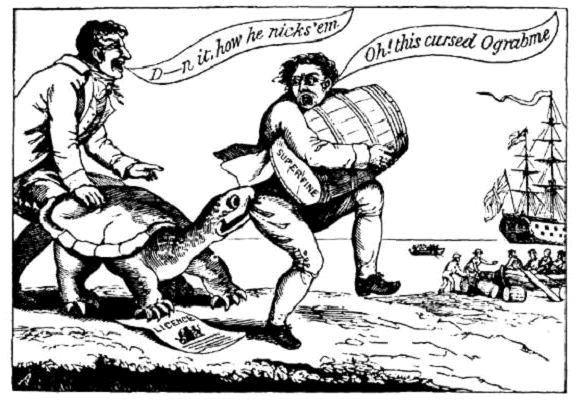 D—n it, how he nicks 'em.
Oh! this cursed Ograbme
SUPERFINE
LICENCE
A